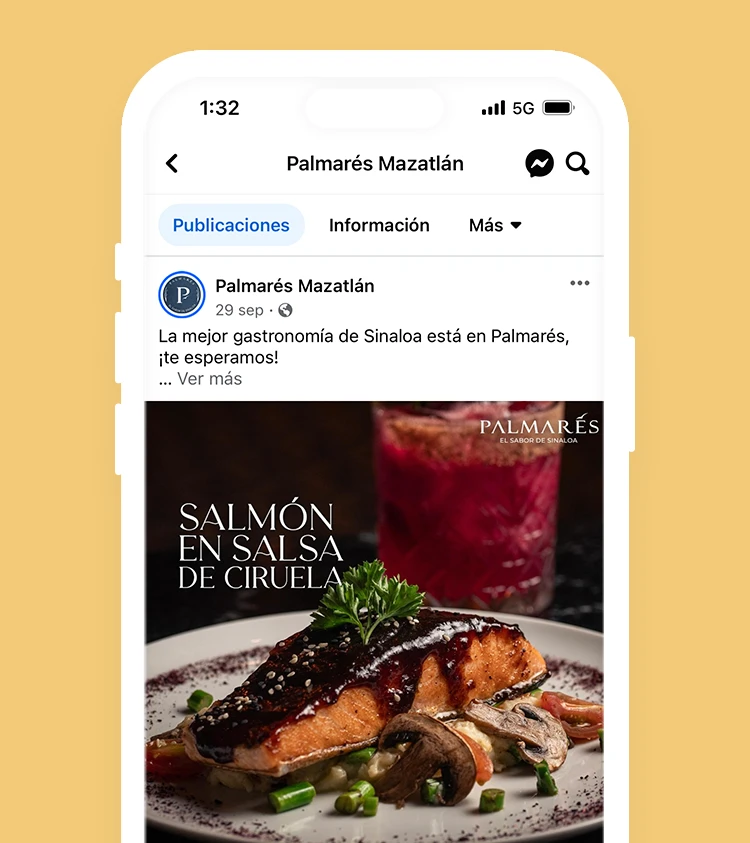 1:32 5G
Palmarés Mazatlán
Publicaciones Información Más
P
Palmarés Mazatlán
29 sep ·
La mejor gastronomía de Sinaloa está en Palmarés,
¡te esperamos!
... Ver más
PALMARÉS
EL SABOR DE SINALOA
SALMÓN
EN SALSA
DE CIRUELA